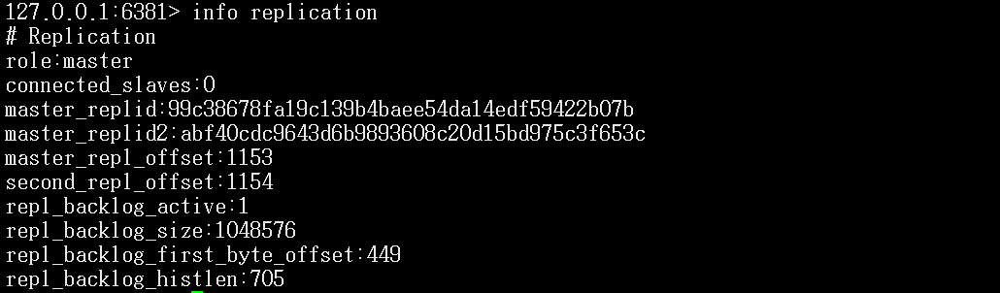 127.0.0.1:6381> info replication
# Replication
role:master
connected_slaves:0
master_replid:99c38678fa19c139b4baee54da14edf59422b07b
master_replid2:abf40cdc9643d6b9893608c20d15bd975c3f653c
master_repl_offset:1153
second_repl_offset:1154
repl_backlog_active:1
repl_backlog_size:1048576
repl_backlog_first_byte_offset:449
repl_backlog_histlen:705